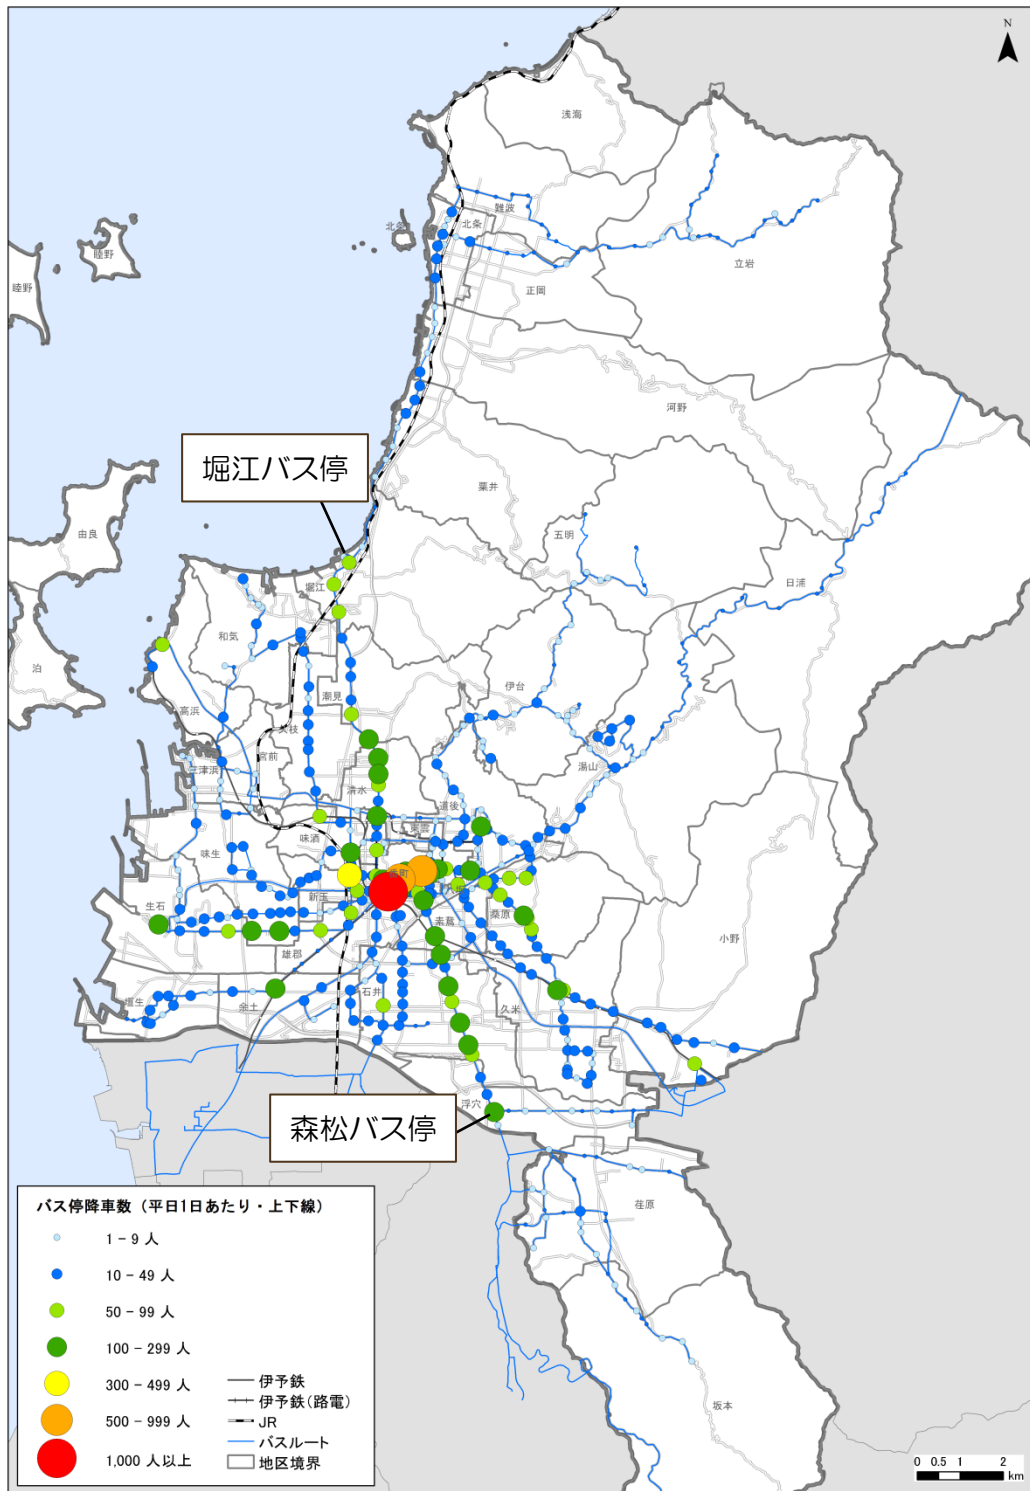 N
浅海
難波
北条
北条
睦野
睦野
立岩
正岡
河野
堀江バス停
粟井
由良
五明
日浦
堀江
和気
泊
伊台
潮見
高浜
久枝
宮前
湯山
三津浜
清水
道後
東雲
味酒
味生
番町
八坂
新玉
生石
桑原
素鵞
小野
雄郡
石井
久米
余土
垣生
浮穴
森松バス停
荏原
坂本
バス停降車数（平日1日あたり・上下線）
1 – 9 人
10 – 49 人
50 – 99 人
100 – 299 人
300 – 499 人
500 – 999 人
1,000 人以上
伊予鉄
伊予鉄(路電)
JR
バスルート
地区境界
0 0.5 1 2
km